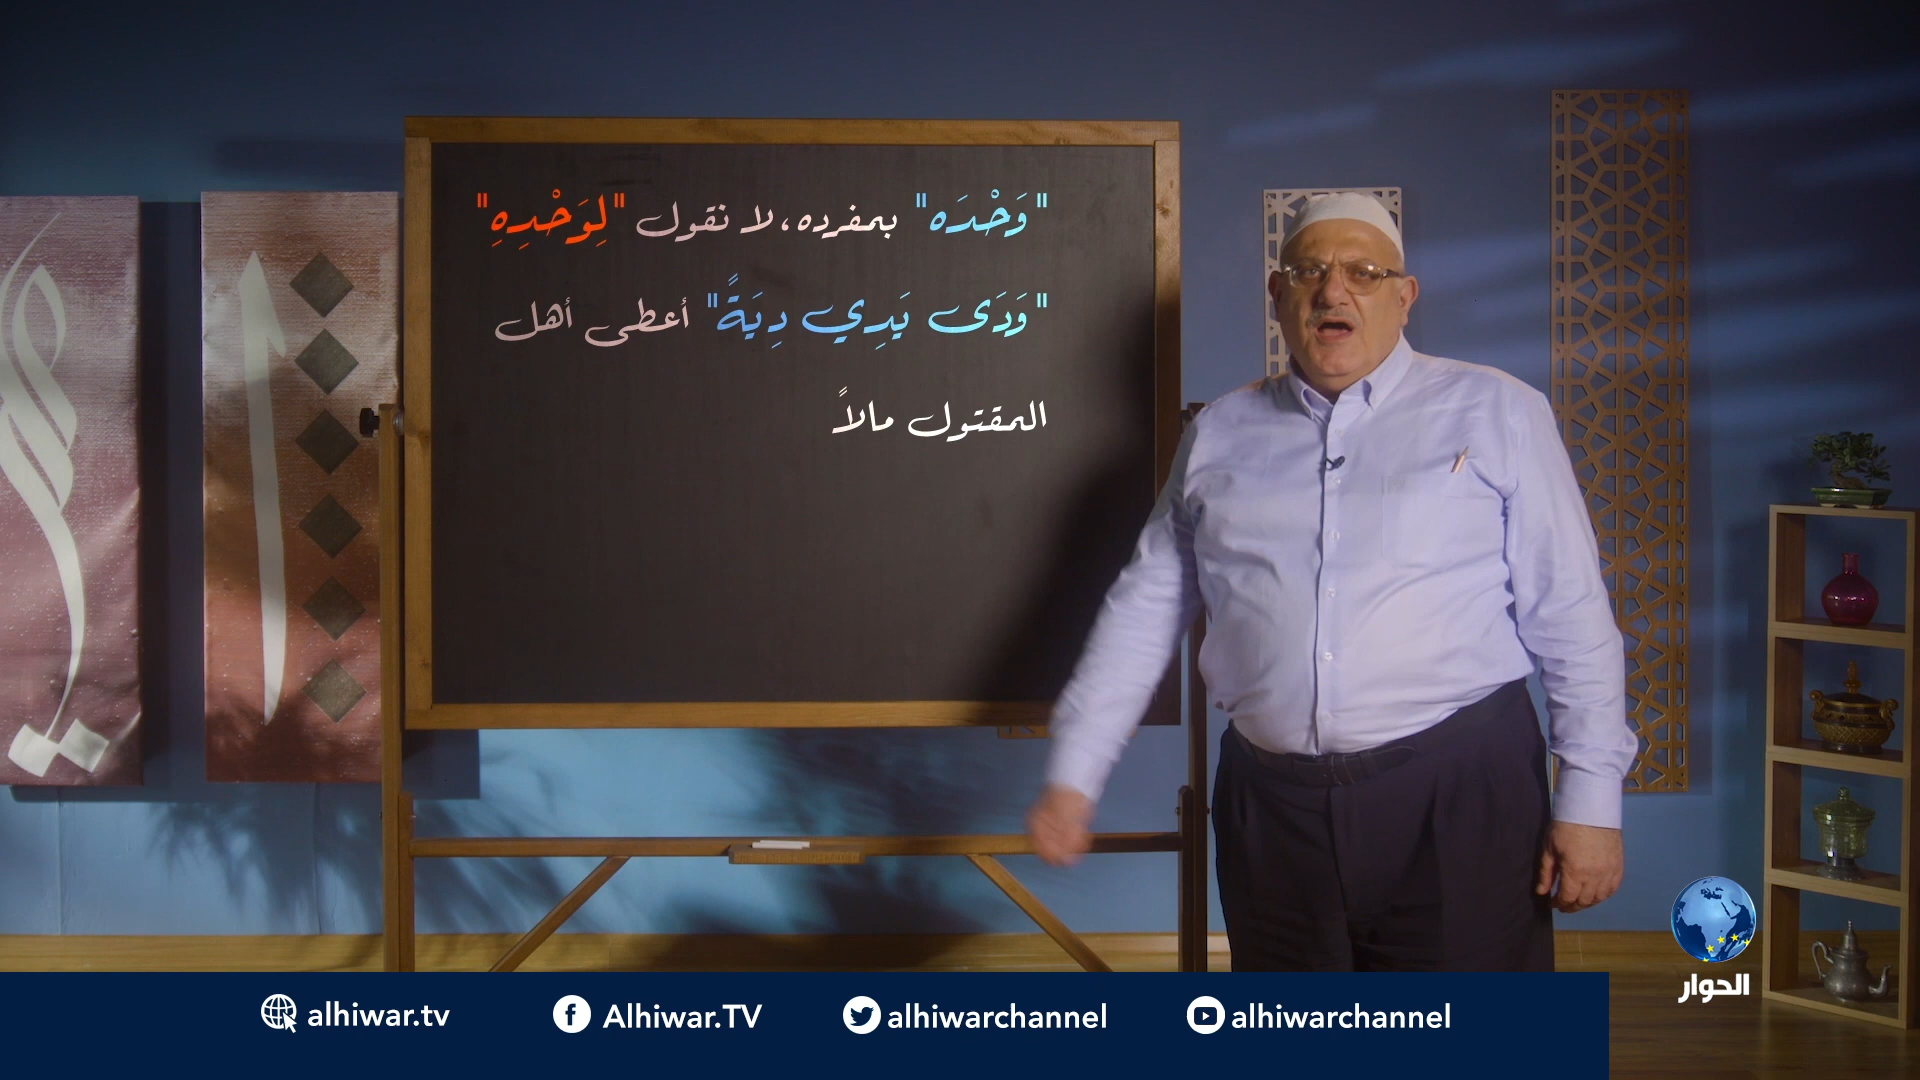 "وَحْدَه" بمفرده، لا نقول "لِوَحْدِهِ"
"وَدَى يَدِي دِيَةً" أعطى أهل
المقتول مالاً
الحوار
alhiwar.tv Alhiwar.TV alhiwarchannel alhiwarchannel